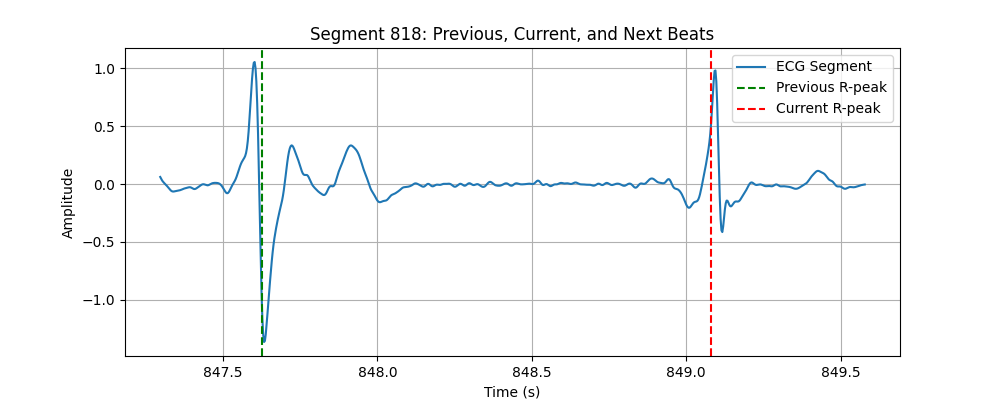 Segment 818: Previous, Current, and Next Beats
ECG Segment
Previous R-peak
Current R-peak
1.0
0.5
0.0
−0.5
−1.0
Amplitude
847.5 848.0 848.5 849.0 849.5
Time (s)